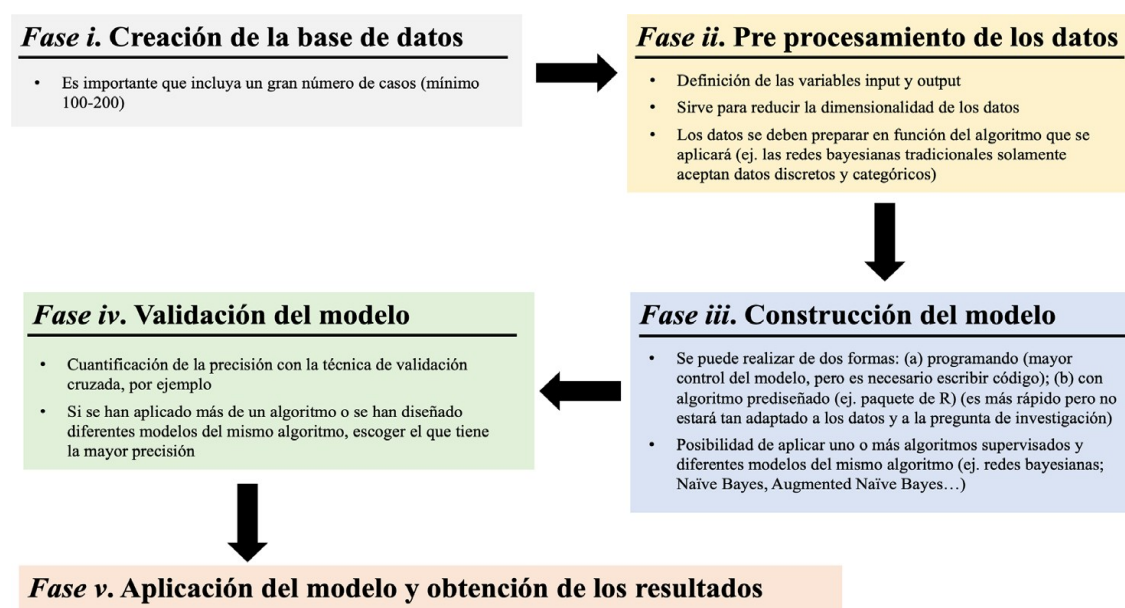 Fase i. Creación de la base de datos
• Es importante que incluya un gran número de casos (mínimo
100-200)
Fase ii. Pre procesamiento de los datos
• Definición de las variables input y output
• Sirve para reducir la dimensionalidad de los datos
• Los datos se deben preparar en función del algoritmo que se
aplicará (ej. las redes bayesianas tradicionales solamente
aceptan datos discretos y categóricos)
Fase iii. Construcción del modelo
• Se puede realizar de dos formas: (a) programando (mayor
control del modelo, pero es necesario escribir código); (b) con
algoritmo prediseñado (ej. paquete de R) (es más rápido pero no
estará tan adaptado a los datos y a la pregunta de investigación)
• Posibilidad de aplicar uno o más algoritmos supervisados y
diferentes modelos del mismo algoritmo (ej. redes bayesianas;
Naïve Bayes, Augmented Naïve Bayes…)
Fase iv. Validación del modelo
• Cuantificación de la precisión con la técnica de validación
cruzada, por ejemplo
• Si se han aplicado más de un algoritmo o se han diseñado
diferentes modelos del mismo algoritmo, escoger el que tiene
la mayor precisión
Fase v. Aplicación del modelo y obtención de los resultados